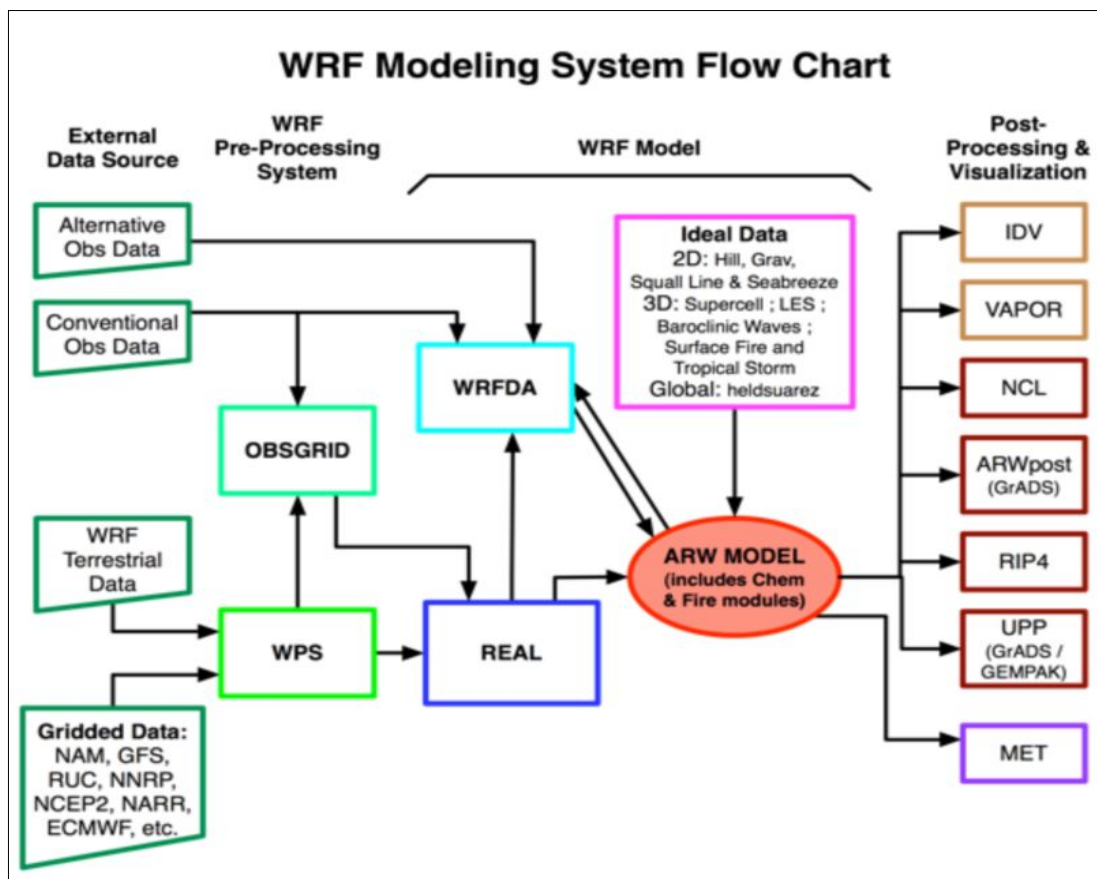 WRF Modeling System Flow Chart
External
Data Source
WRF
Pre-Processing
System
WRF Model
Post-
Processing &
Visualization
Alternative
Obs Data
Conventional
Obs Data
WRF
Terrestrial
Data
Gridded Data:
NAM, GFS,
RUC, NNRP,
NCEP2, NARR,
ECMWF, etc.
OBSGRID
WPS
WRFDA
REAL
Ideal Data
2D: Hill, Grav,
Squall Line & Seabreeze
3D: Supercell ; LES ;
Baroclinic Waves ;
Surface Fire and
Tropical Storm
Global: heldsuarez
ARW MODEL
(includes Chem
& Fire modules)
IDV
VAPOR
NCL
ARWpost
(GrADS)
RIP4
UPP
(GrADS /
GEMPAK)
MET